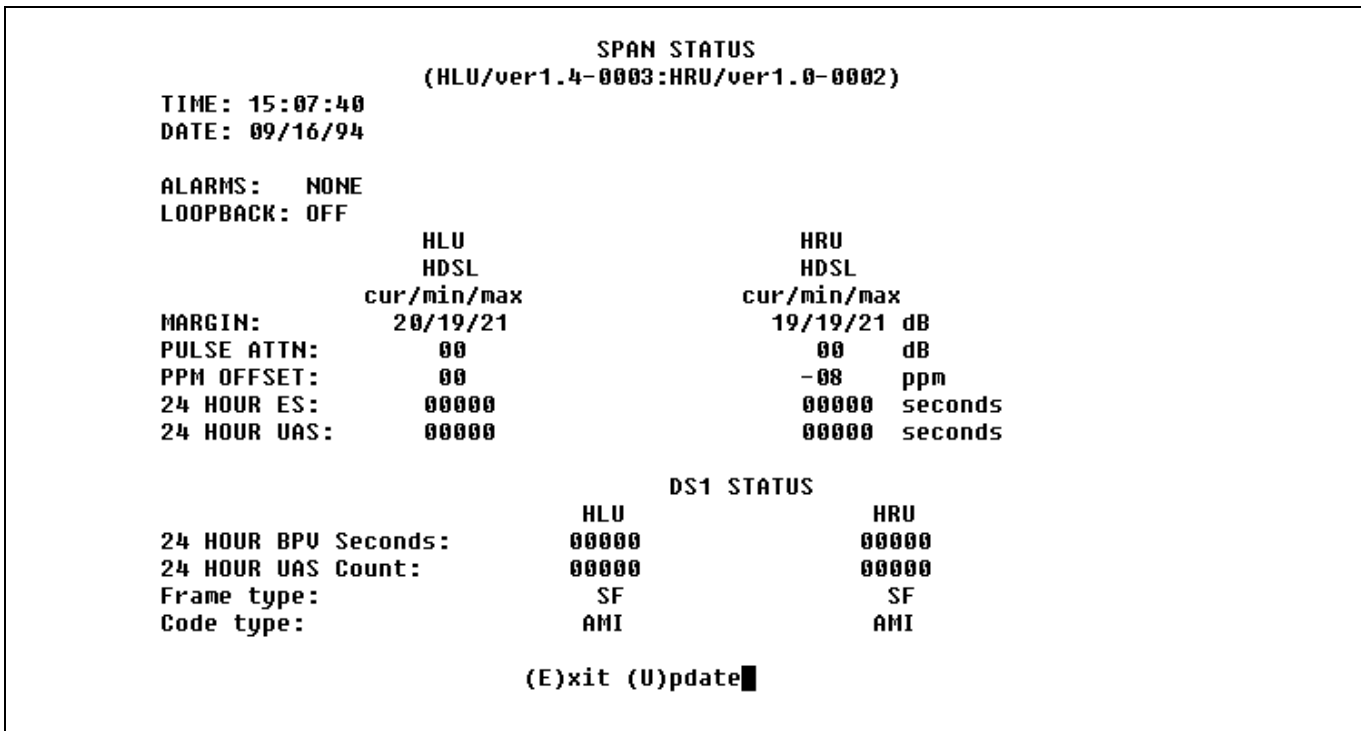 SPAN STATUS
(HLU/ver1.4-0003:HRU/ver1.0-0002)
TIME: 15:07:40
DATE: 09/16/94
ALARMS: NONE
LOOPBACK: OFF
HLU HRU
HDSL HDSL
cur/min/max cur/min/max
MARGIN: 20/19/21 19/19/21 dB
PULSE ATTN: 00 00 dB
PPM OFFSET: 00 -08 ppm
24 HOUR ES: 00000 00000 seconds
24 HOUR UAS: 00000 00000 seconds
DS1 STATUS
HLU HRU
24 HOUR BPV Seconds: 00000 00000
24 HOUR UAS Count: 00000 00000
Frame type: SF SF
Code type: AMI AMI
(E)xit (U)pdate